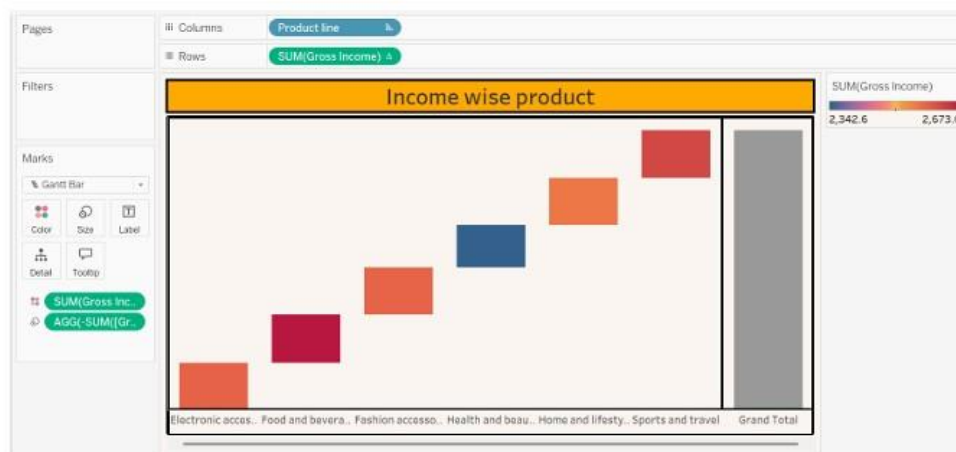 Pages
Columns
Product line
Rows
SUM(Gross Income)
Filters
Income wise product
SUM(Gross Income)
2,342.6 2,673.
Marks
Gantt Bar
Color Size Label
Detail Tooltip
SUM(Gross Inc..
AGG(-SUM([Gr..
Electronic acces.. Food and bevera.. Fashion accesso.. Health and beau.. Home and lifesty.. Sports and travel Grand Total